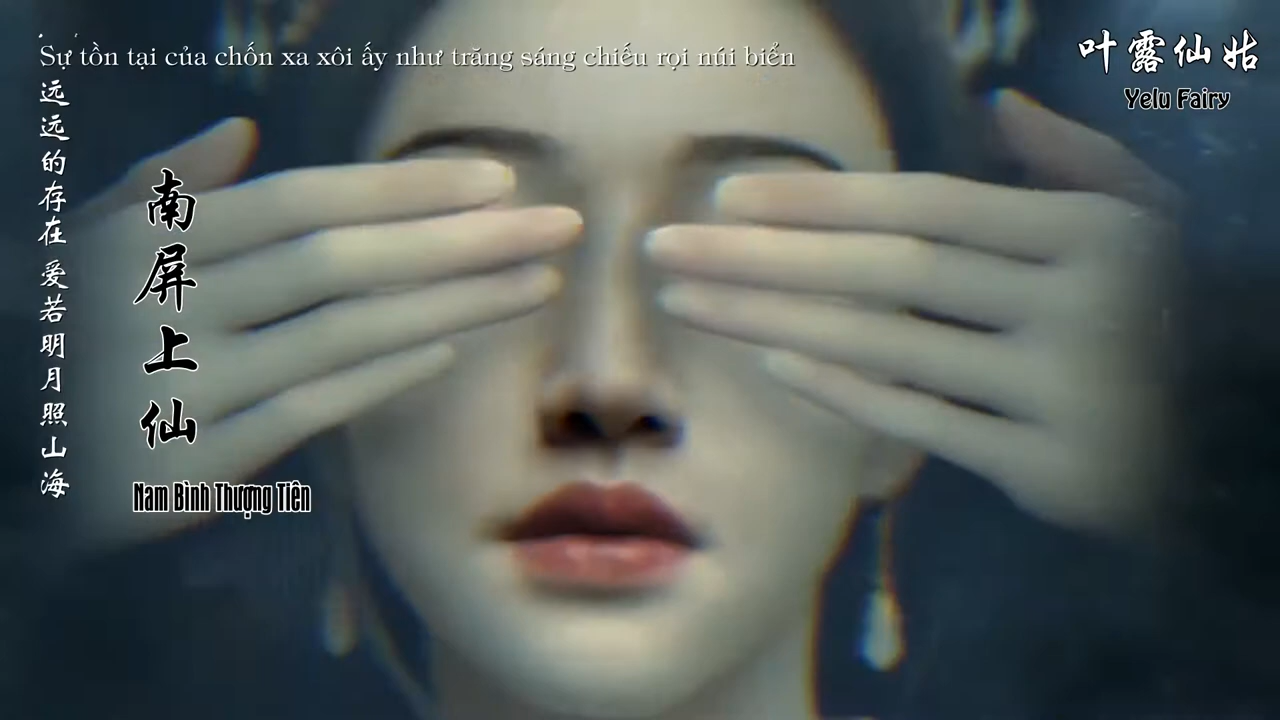 Sự tồn tại của chốn xa xôi ấy như trăng sáng chiếu rọi núi biển
远远的存在 爱若明月照山海
南屏上仙
Nam Bình Thượng Tiên
叶露仙姑
Yelu Fairy